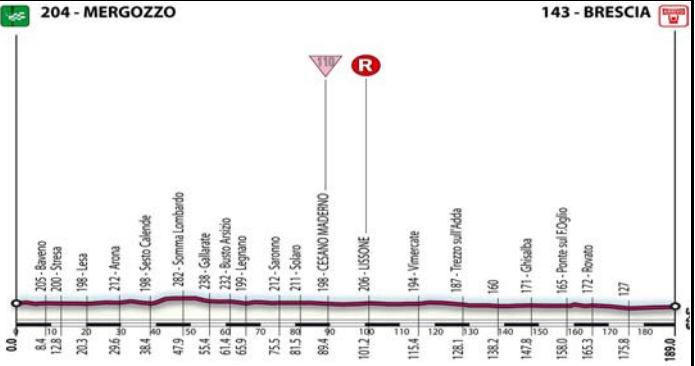 204 - MERGOZZO
143 - BRESCIA
110
R
205 - Baveno
200 - Stresa
198 - Lesa
212 - Arona
198 - Sesto Calende
282 - Somma Lombardo
238 - Gallarate
232 - Busto Arsizio
199 - Legnano
212 - Saronno
211 - Solaro
198 - CESANO MADERNO
206 - LISSONE
194 - Vimercate
187 - Trezzo sull'Adda
160
171 - Ghisalba
165 - Ponte sul F.Oglio
172 - Rovato
127
0 10 20 30 40 50 60 70 80 90 100 110 120 130 140 150 160 170 180
0.0 8.4 12.8 20.3 29.6 38.4 47.9 55.4 61.4 65.9 75.5 81.5 89.4 101.2 115.4 128.1 138.2 147.8 158.0 163.3 175.8 189.0